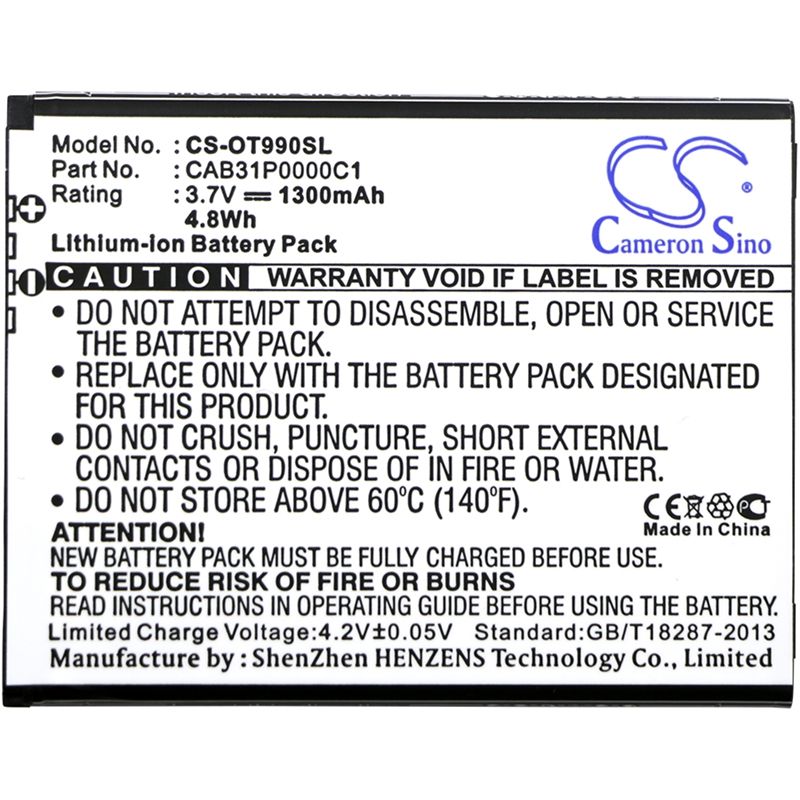 Model No. : CS-OT990SL
Part No. : CAB31P0000C1
Rating : 3.7V 1300mAh
4.8Wh
Lithium-ion Battery Pack
CS
Cameron Sino
CAUTION WARRANTY VOID IF LABEL IS REMOVED
• DO NOT ATTEMPT TO DISASSEMBLE, OPEN OR SERVICE
THE BATTERY PACK.
• REPLACE ONLY WITH THE BATTERY PACK DESIGNATED
FOR THIS PRODUCT.
• DO NOT CRUSH, PUNCTURE, SHORT EXTERNAL
CONTACTS OR DISPOSE OF IN FIRE OR WATER.
• DO NOT STORE ABOVE 60°C (140°F).
CE PCT
Made In China
ATTENTION!
NEW BATTERY PACK MUST BE FULLY CHARGED BEFORE USE.
TO REDUCE RISK OF FIRE OR BURNS
READ INSTRUCTIONS IN OPERATING GUIDE BEFORE USE THE BATTERY.
Limited Charge Voltage:4.2V±0.05V Standard:GB/T18287-2013
Manufacture by : ShenZhen HENZENS Technology Co., Limited